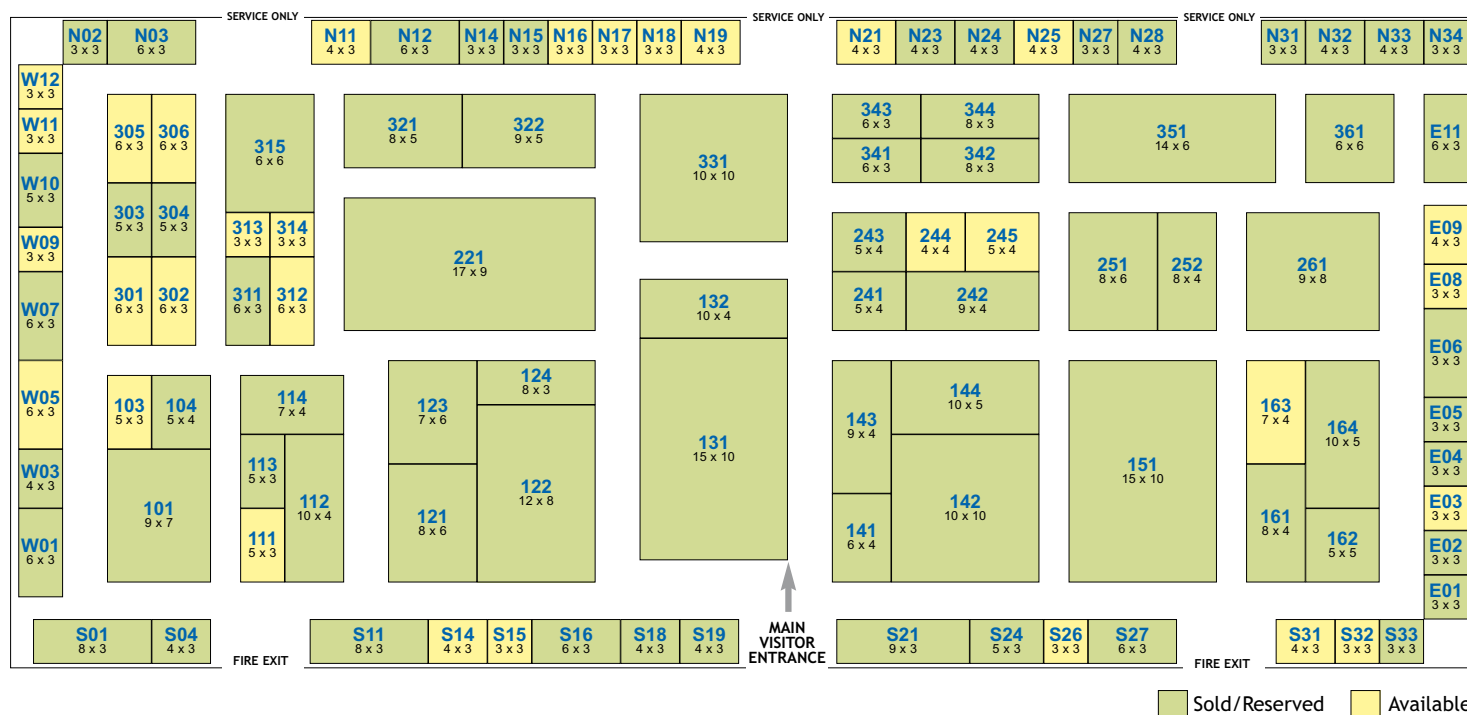 SERVICE ONLY
SERVICE ONLY
SERVICE ONLY
N02
3 x 3
N03
6 x 3
N11
4 x 3
N12
6 x 3
N14
3 x 3
N15
3 x 3
N16
3 x 3
N17
3 x 3
N18
3 x 3
N19
4 x 3
N21
4 x 3
N23
4 x 3
N24
4 x 3
N25
4 x 3
N27
3 x 3
N28
4 x 3
N31
3 x 3
N32
4 x 3
N33
4 x 3
N34
3 x 3
W12
3 x 3
W11
3 x 3
W10
5 x 3
W09
3 x 3
W07
6 x 3
W05
6 x 3
W03
4 x 3
W01
6 x 3
305
6 x 3
306
6 x 3
303
5 x 3
304
5 x 3
301
6 x 3
302
6 x 3
315
6 x 6
313
3 x 3
314
3 x 3
311
6 x 3
312
6 x 3
321
8 x 5
322
9 x 5
221
17 x 9
331
10 x 10
132
10 x 4
131
15 x 10
343
6 x 3
344
8 x 3
341
6 x 3
342
8 x 3
351
14 x 6
361
6 x 6
E11
6 x 3
243
5 x 4
244
4 x 4
245
5 x 4
241
5 x 4
242
9 x 4
251
8 x 6
252
8 x 4
261
9 x 8
E09
4 x 3
E08
3 x 3
E06
3 x 3
E05
3 x 3
E04
3 x 3
E03
3 x 3
E02
3 x 3
E01
3 x 3
103
5 x 3
104
5 x 4
101
9 x 7
114
7 x 4
113
5 x 3
112
10 x 4
111
5 x 3
123
7 x 6
124
8 x 3
121
8 x 6
122
12 x 8
143
9 x 4
144
10 x 5
141
6 x 4
142
10 x 10
151
15 x 10
163
7 x 4
164
10 x 5
161
8 x 4
162
5 x 5
S01
8 x 3
S04
4 x 3
FIRE EXIT
S11
8 x 3
S14
4 x 3
S15
3 x 3
S16
6 x 3
S18
4 x 3
S19
4 x 3
MAIN
VISITOR
ENTRANCE
S21
9 x 3
S24
5 x 3
S26
3 x 3
S27
6 x 3
FIRE EXIT
S31
4 x 3
S32
3 x 3
S33
3 x 3
Sold/Reserved
Available